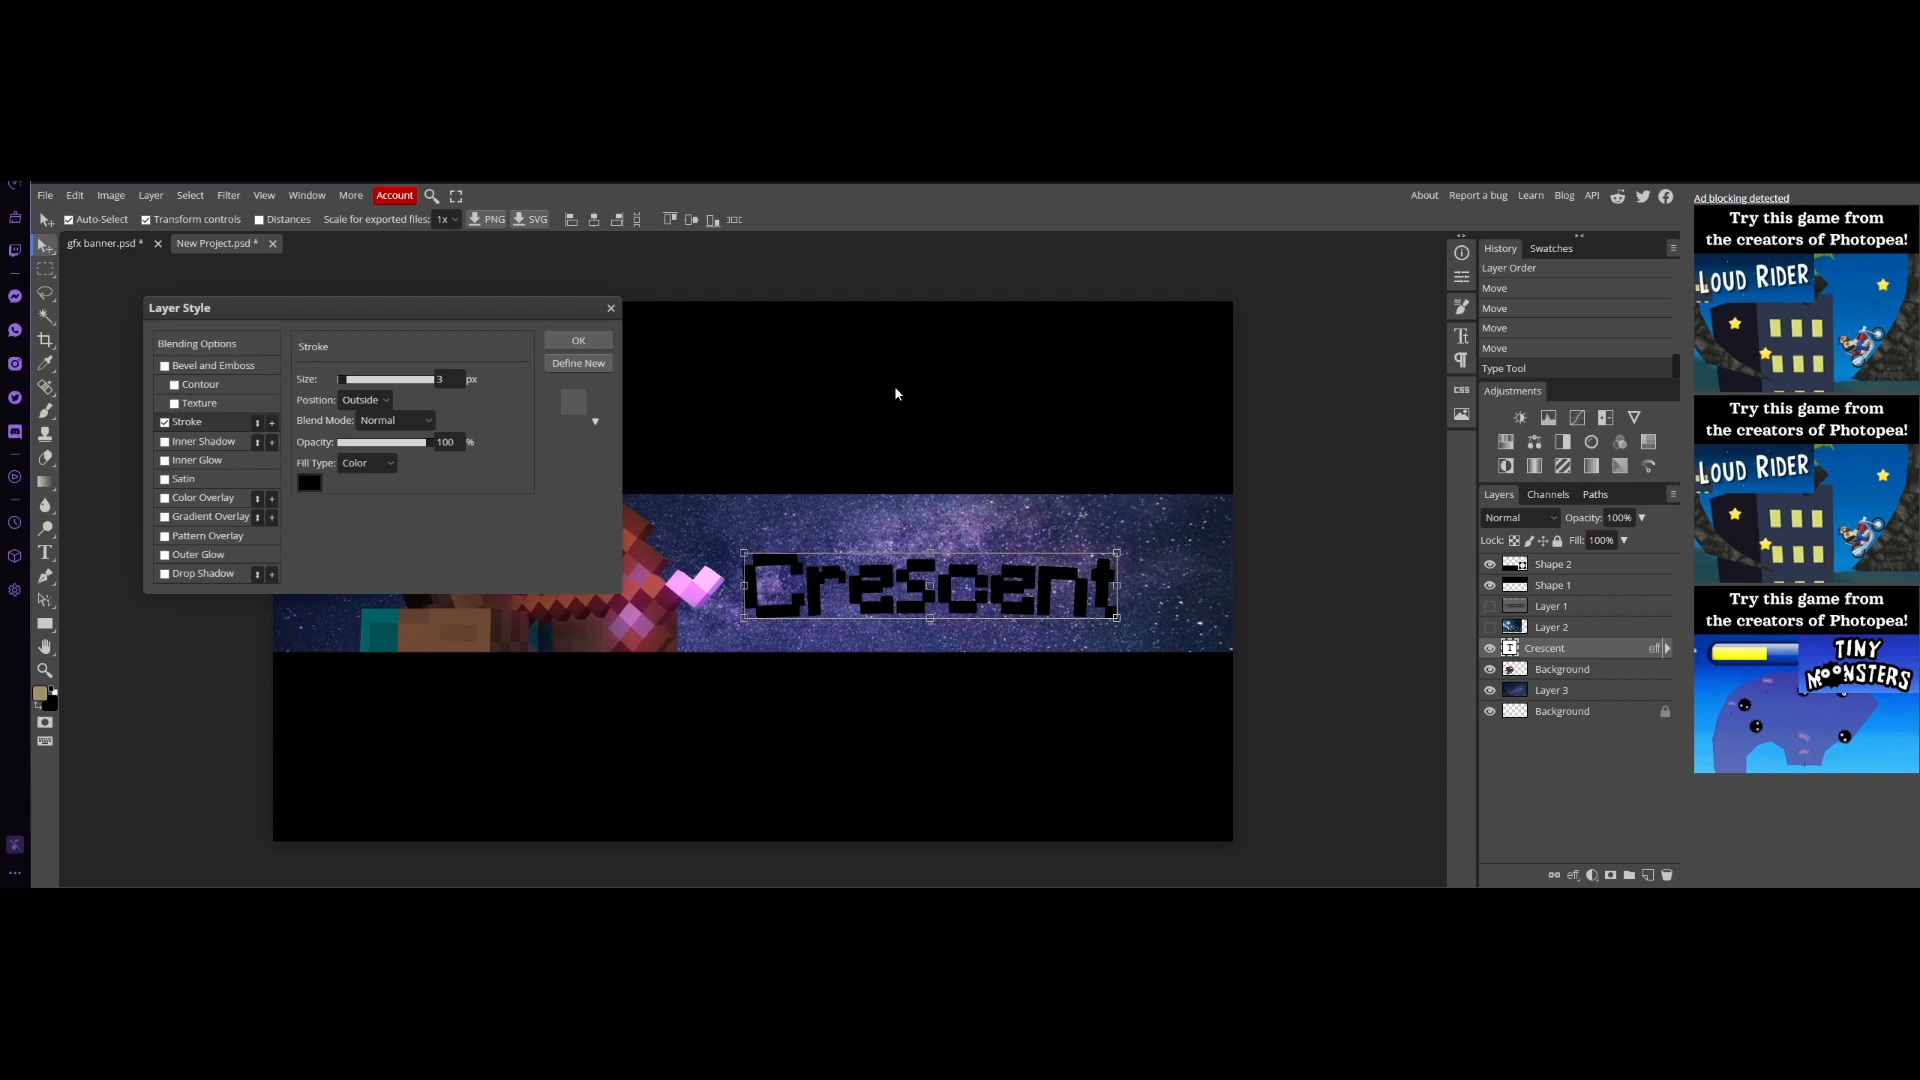 File Edit Image Layer Select Filter View Window More Account
About Report a bug Learn Blog API
Auto-Select Transform controls Distances Scale for exported files: 1x PNG SVG
gfx banner.psd * New Project.psd *
Layer Style
Blending Options
Bevel and Emboss
Contour
Texture
Stroke
Inner Shadow
Inner Glow
Satin
Color Overlay
Gradient Overlay
Pattern Overlay
Outer Glow
Drop Shadow
Stroke
Size: 3 px
Position: Outside
Blend Mode: Normal
Opacity: 100 %
Fill Type: Color
OK
Define New
Crescent
CSS
History Swatches
Layer Order
Move
Move
Move
Move
Type Tool
Adjustments
Layers Channels Paths
Normal Opacity: 100%
Lock: Fill: 100%
Shape 2
Shape 1
Layer 1
Layer 2
Crescent eff
Background
Layer 3
Background
eff
Ad blocking detected
Try this game from
the creators of Photopea!
LOUD RIDER
Try this game from
the creators of Photopea!
LOUD RIDER
Try this game from
the creators of Photopea!
TINY
MOONSTERS